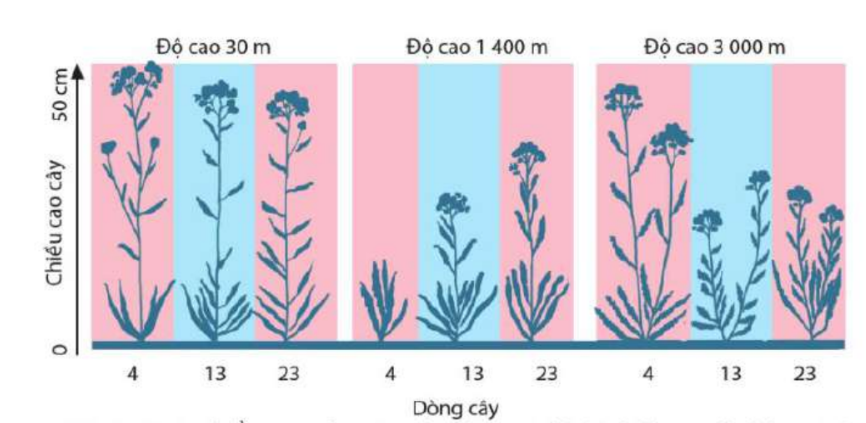 Độ cao 30 m
Độ cao 1 400 m
Độ cao 3 000 m
50 cm
Chiều cao cây
0
4 13 23 4 13 23 4 13 23
Dòng cây